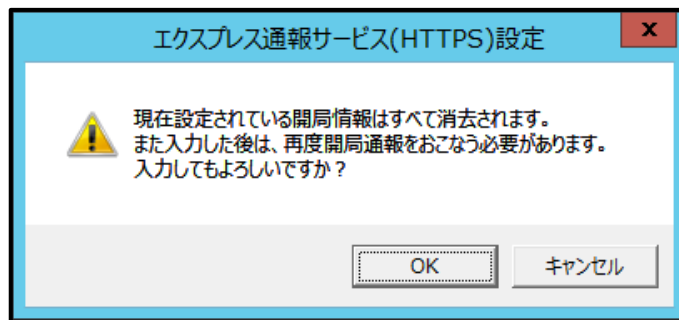 エクスプレス通報サービス(HTTPS)設定
x
現在設定されている開局情報はすべて消去されます。
また入力した後は、再度開局通報をおこなう必要があります。
入力してもよろしいですか？
OK
キャンセル